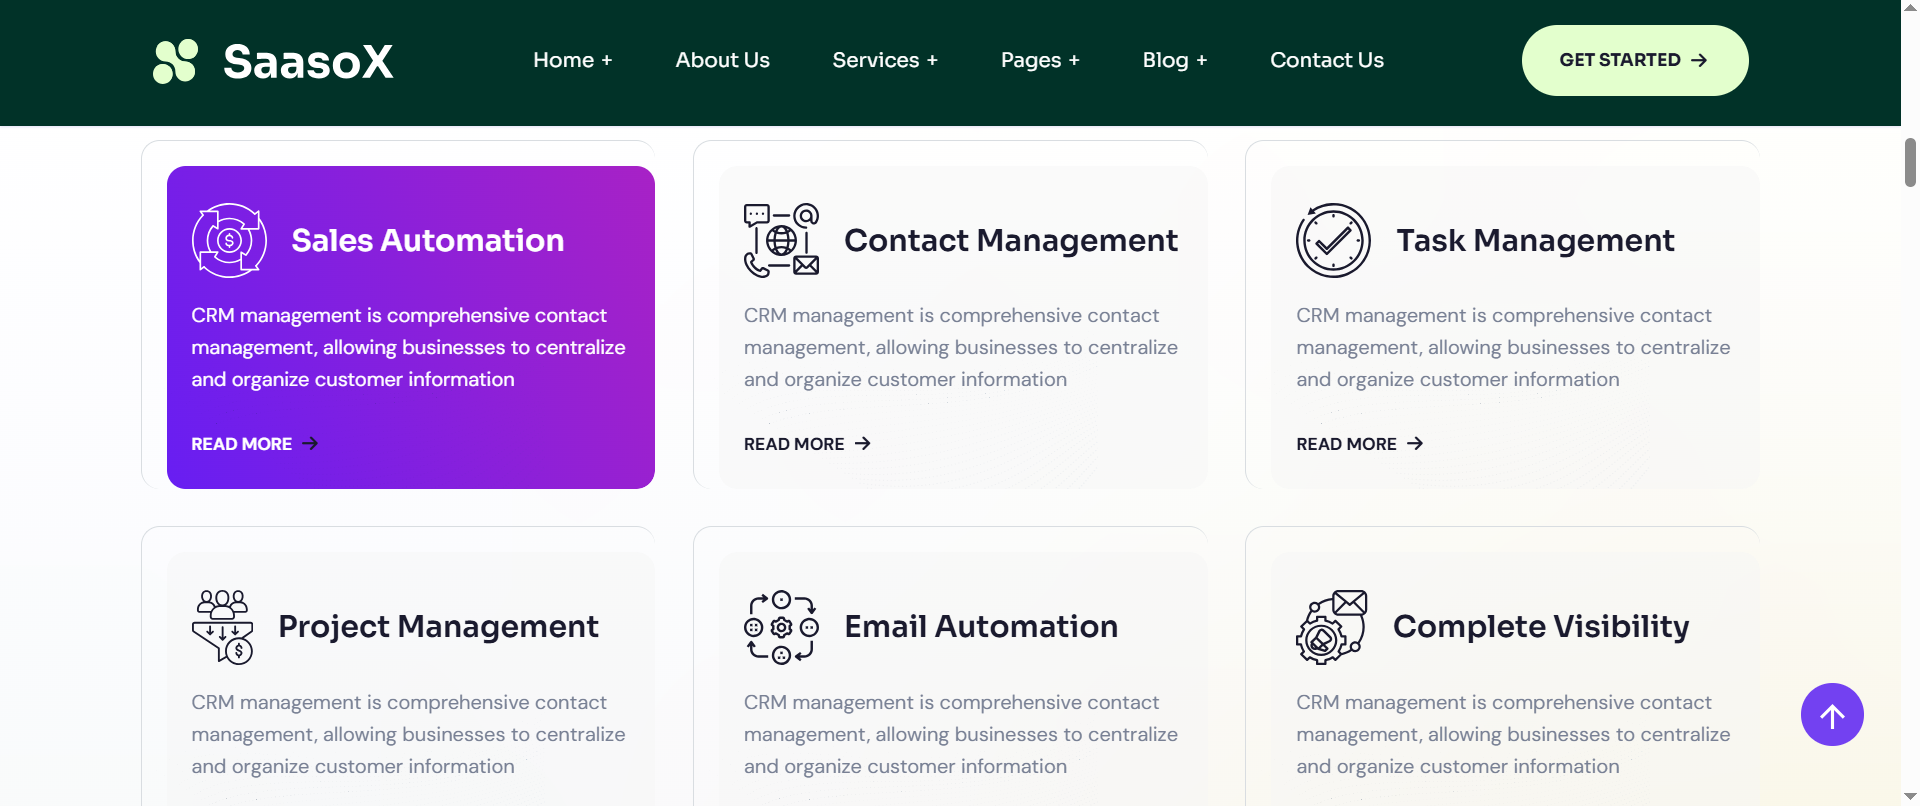 SaasoX
Home +
About Us
Services +
Pages +
Blog +
Contact Us
GET STARTED →
Sales Automation
CRM management is comprehensive contact
management, allowing businesses to centralize
and organize customer information
READ MORE →
Contact Management
CRM management is comprehensive contact
management, allowing businesses to centralize
and organize customer information
READ MORE →
Task Management
CRM management is comprehensive contact
management, allowing businesses to centralize
and organize customer information
READ MORE →
Project Management
CRM management is comprehensive contact
management, allowing businesses to centralize
and organize customer information
Email Automation
CRM management is comprehensive contact
management, allowing businesses to centralize
and organize customer information
Complete Visibility
CRM management is comprehensive contact
management, allowing businesses to centralize
and organize customer information